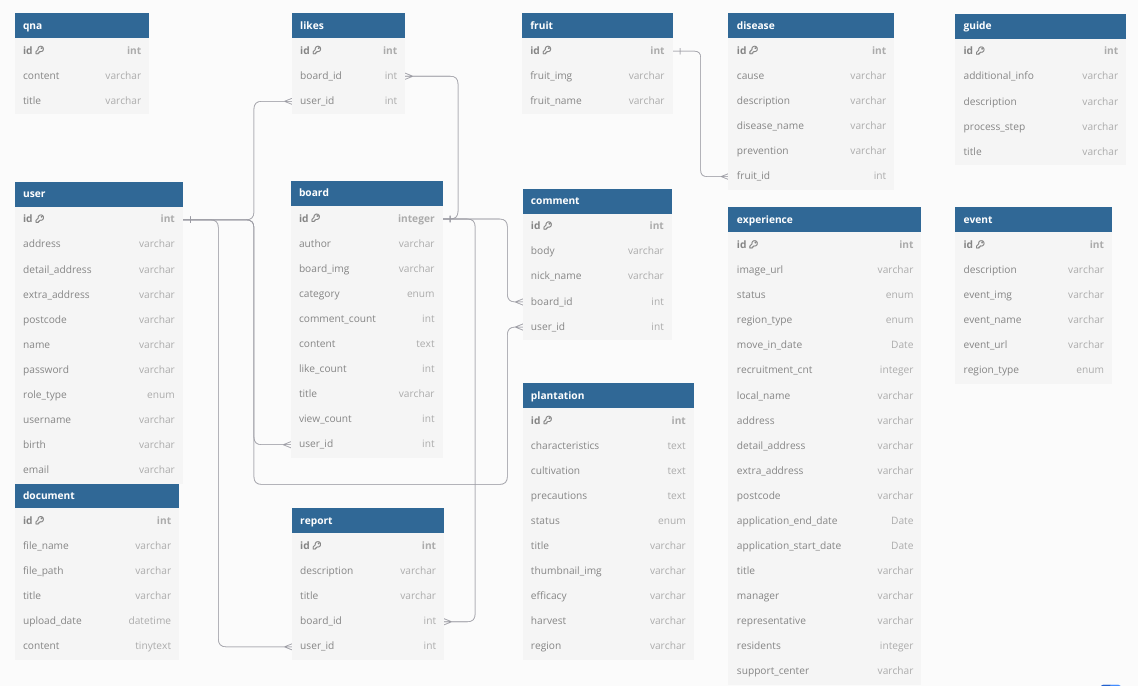 qna
id int
content varchar
title varchar
likes
id int
board_id int
user_id int
fruit
id int
fruit_img varchar
fruit_name varchar
disease
id int
cause varchar
description varchar
disease_name varchar
prevention varchar
fruit_id int
guide
id int
additional_info varchar
description varchar
process_step varchar
title varchar
user
id int
address varchar
detail_address varchar
extra_address varchar
postcode varchar
name varchar
password varchar
role_type enum
username varchar
birth varchar
email varchar
board
id integer
author varchar
board_img varchar
category enum
comment_count int
content text
like_count int
title varchar
view_count int
user_id int
comment
id int
body varchar
nick_name varchar
board_id int
user_id int
experience
id int
image_url varchar
status enum
region_type enum
move_in_date Date
recruitment_cnt integer
local_name varchar
address varchar
detail_address varchar
extra_address varchar
postcode varchar
application_end_date Date
application_start_date Date
title varchar
manager varchar
representative varchar
residents integer
support_center varchar
event
id int
description varchar
event_img varchar
event_name varchar
event_url varchar
region_type enum
document
id int
file_name varchar
file_path varchar
title varchar
upload_date datetime
content tinytext
report
id int
description varchar
title varchar
board_id int
user_id int
plantation
id int
characteristics text
cultivation text
precautions text
status enum
title varchar
thumbnail_img varchar
efficacy varchar
harvest varchar
region varchar